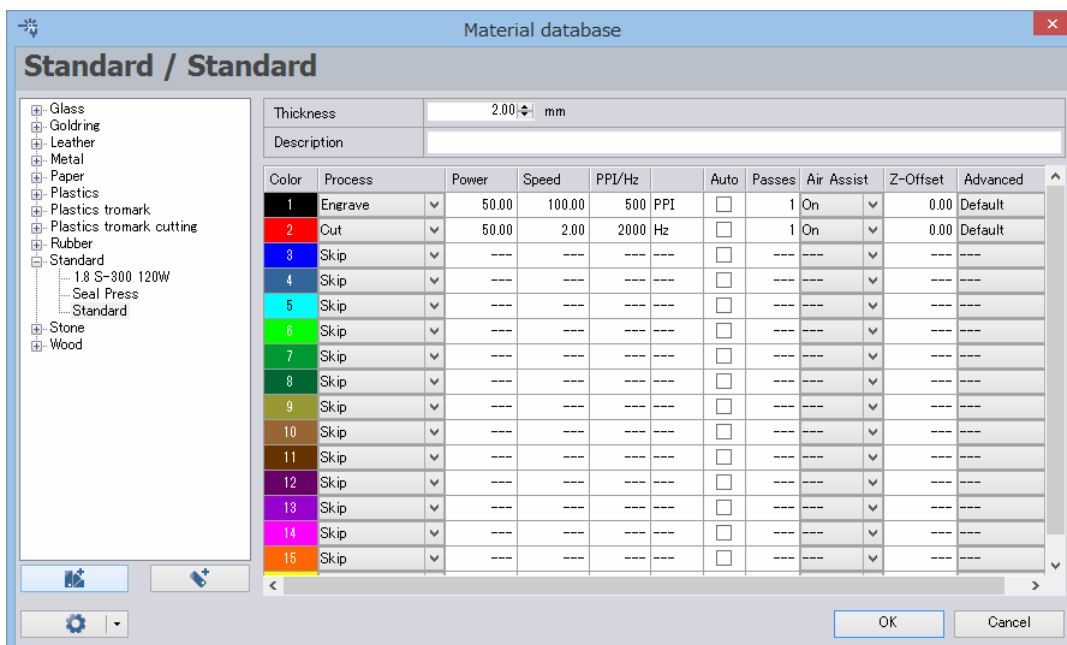 Material database
Standard / Standard
Glass
Goldring
Leather
Metal
Paper
Plastics
Plastics tromark
Plastics tromark cutting
Rubber
Standard
1.8 S-300 120W
Seal Press
Standard
Stone
Wood
Thickness 2.00 mm
Description
Color Process Power Speed PPI/Hz Auto Passes Air Assist Z-Offset Advanced
1 Engrave 50.00 100.00 500 PPI 1 On 0.00 Default
2 Cut 50.00 2.00 2000 Hz 1 On 0.00 Default
3 Skip --- --- --- --- --- --- --- ---
4 Skip --- --- --- --- --- --- --- ---
5 Skip --- --- --- --- --- --- --- ---
6 Skip --- --- --- --- --- --- --- ---
7 Skip --- --- --- --- --- --- --- ---
8 Skip --- --- --- --- --- --- --- ---
9 Skip --- --- --- --- --- --- --- ---
10 Skip --- --- --- --- --- --- --- ---
11 Skip --- --- --- --- --- --- --- ---
12 Skip --- --- --- --- --- --- --- ---
13 Skip --- --- --- --- --- --- --- ---
14 Skip --- --- --- --- --- --- --- ---
15 Skip --- --- --- --- --- --- --- ---
OK Cancel